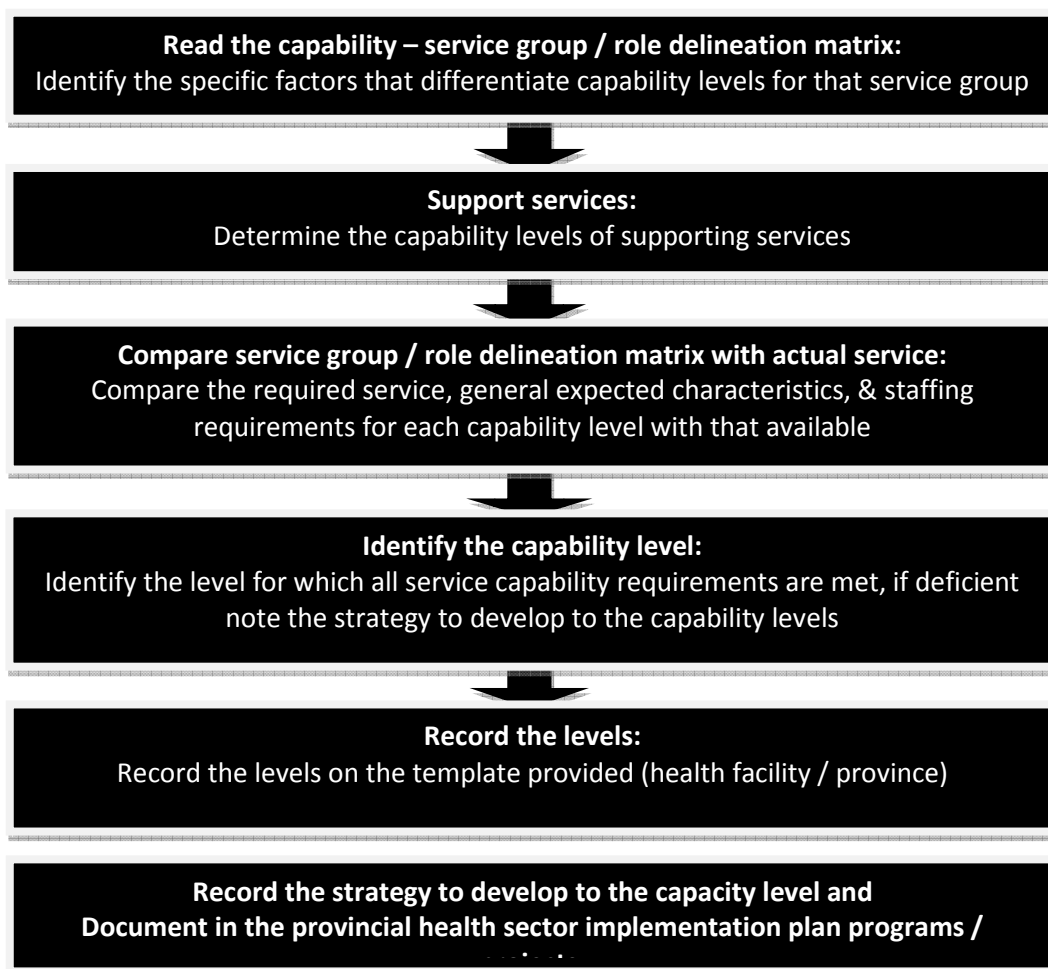 Read the capability – service group / role delineation matrix:
Identify the specific factors that differentiate capability levels for that service group
Support services:
Determine the capability levels of supporting services
Compare service group / role delineation matrix with actual service:
Compare the required service, general expected characteristics, & staffing
requirements for each capability level with that available
Identify the capability level:
Identify the level for which all service capability requirements are met, if deficient
note the strategy to develop to the capability levels
Record the levels:
Record the levels on the template provided (health facility / province)
Record the strategy to develop to the capacity level and
Document in the provincial health sector implementation plan programs /